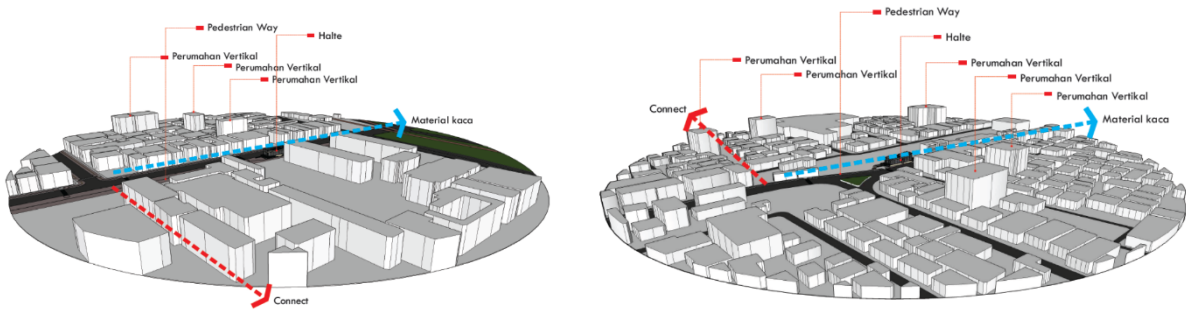 Pedestrian Way
Halte
Perumahan Vertikal
Perumahan Vertikal
Perumahan Vertikal
Material kaca
Connect
Pedestrian Way
Halte
Perumahan Vertikal
Perumahan Vertikal
Perumahan Vertikal
Perumahan Vertikal
Perumahan Vertikal
Connect
Material kaca